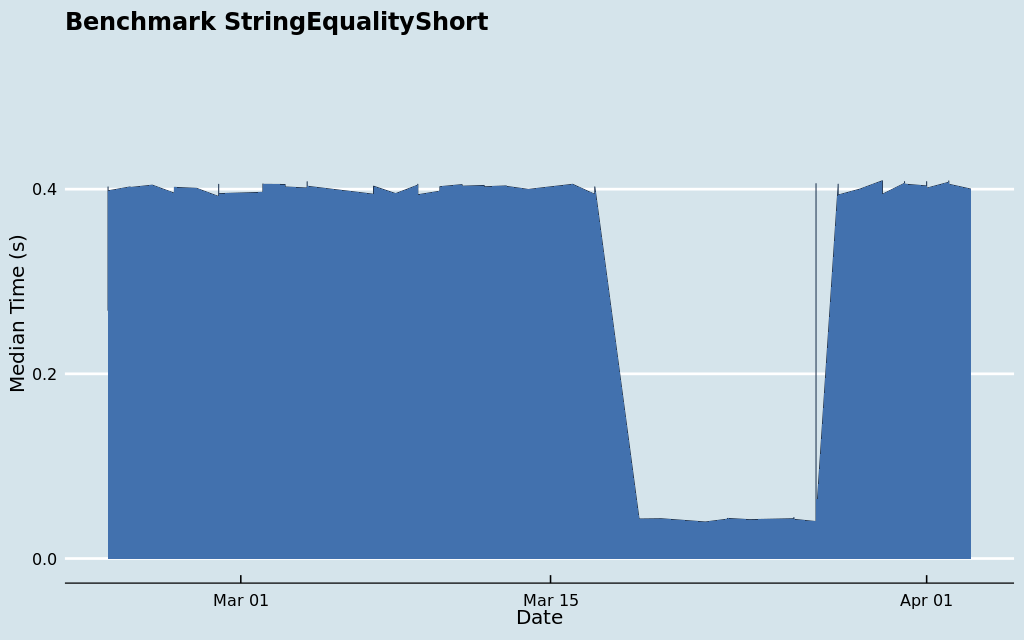 Benchmark StringEqualityShort
Median Time (s)
0.4
0.2
0.0
Mar 01
Mar 15
Apr 01
Date